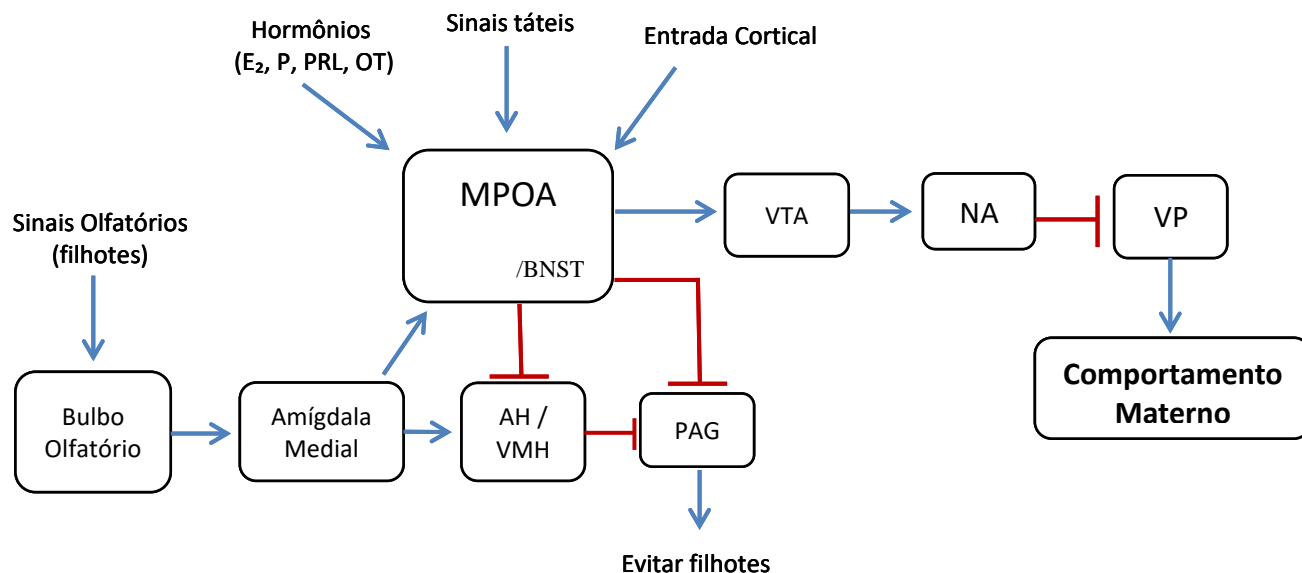 Hormônios
(E₂, P, PRL, OT)
Sinais táteis
Entrada Cortical
MPOA
/BNST
VTA
NA
VP
Sinais Olfatórios
(filhotes)
Bulbo
Olfatório
Amígdala
Medial
AH /
VMH
PAG
Comportamento
Materno
Evitar filhotes